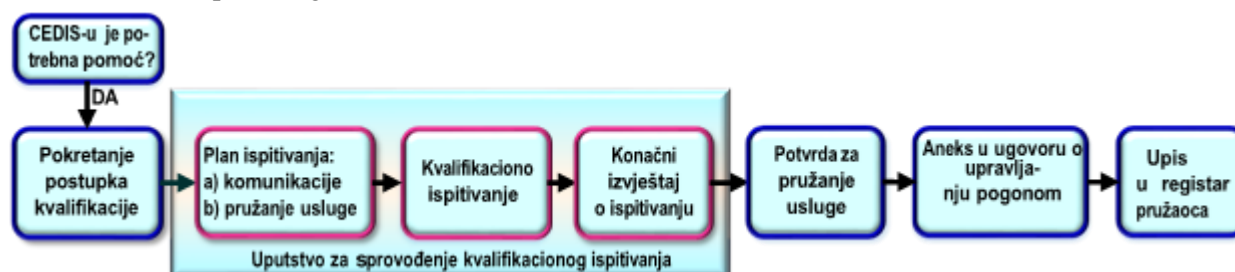 CEDIS-u je po-
trebna pomoć?
DA
Pokretanje
postupka
kvalifikacije
Plan ispitivanja:
a) komunikacije
b) pružanje usluge
Kvalifikaciono
ispitivanje
Konačni
izvještaj
o ispitivanju
Uputstvo za sprovođenje kvalifikacionog ispitivanja
Potvrda za
pružanje
usluge
Aneks u ugovoru o
upravlja-
nju pogonom
Upis
u registar
pružaoca